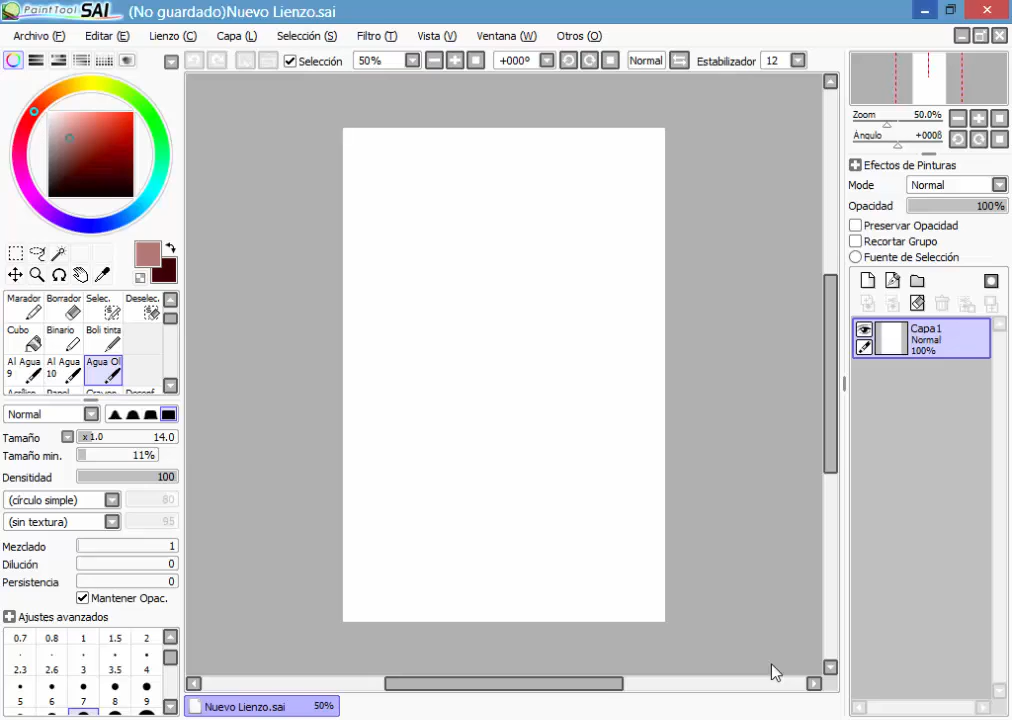 PaintTool SAI (No guardado)Nuevo Lienzo.sai
Archivo (F) Editar (E) Lienzo (C) Capa (L) Selección (S) Filtro (T) Vista (V) Ventana (W) Otros (O)
Selección 50% +000º Normal Estabilizador 12
Zoom 50.0%
Ángulo +000ß
Efectos de Pinturas
Mode Normal
Opacidad 100%
Preservar Opacidad
Recortar Grupo
Fuente de Selección
Capa1
Normal
100%
Marador Borrador Selec. Deselec.
Cubo Binario Boli tinta
Al Agua 9 Al Agua 10 Agua Ol
Normal
Tamaño x1.0 14.0
Tamaño min. 11%
Densitidad 100
(círculo simple) 80
(sin textura) 95
Mezclado 1
Dilución 0
Persistencia 0
Mantener Opac.
Ajustes avanzados
0.7 0.8 1 1.5 2
2.3 2.6 3 3.5 4
5 6 7 8 9
Nuevo Lienzo.sai 50%